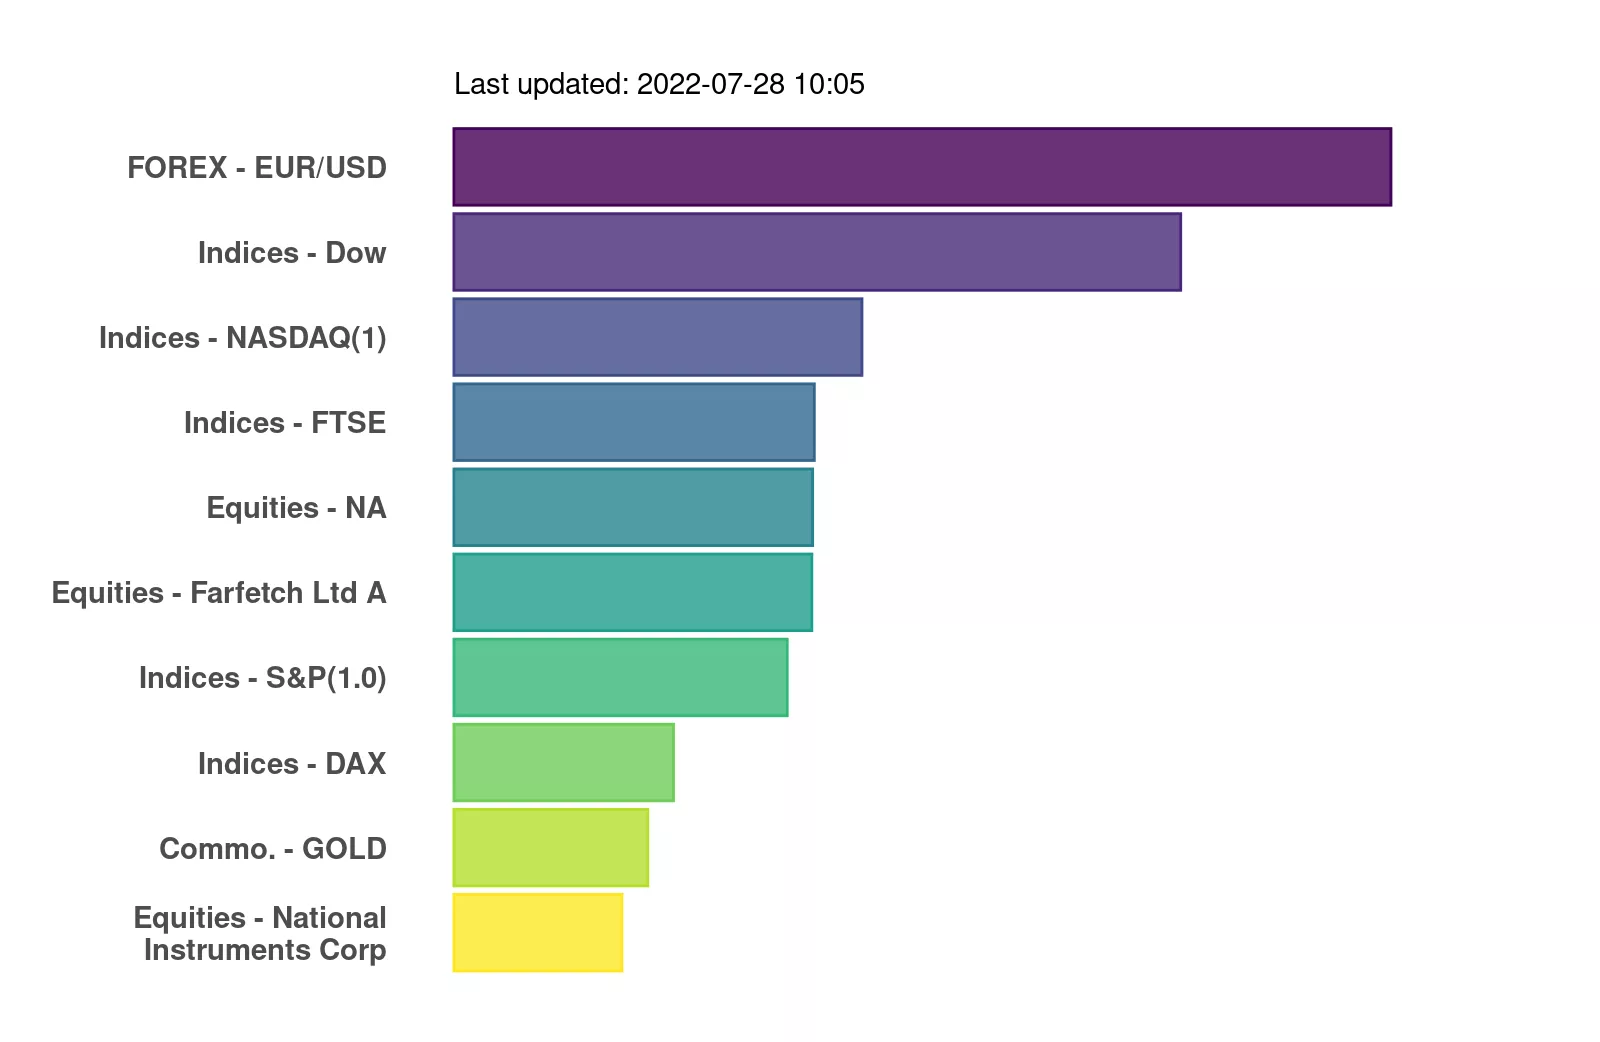 Last updated: 2022-07-28 10:05
FOREX - EUR/USD
Indices - Dow
Indices - NASDAQ(1)
Indices - FTSE
Equities - NA
Equities - Farfetch Ltd A
Indices - S&P(1.0)
Indices - DAX
Commo. - GOLD
Equities - National
Instruments Corp